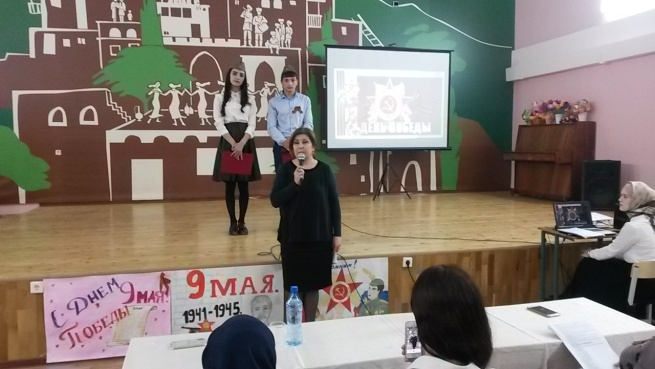 ДЕНЬ ПОБЕДЫ
С ДНЕМ
ПОБЕДЫ
9 МАЯ!
9 МАЯ.
1941-1945.